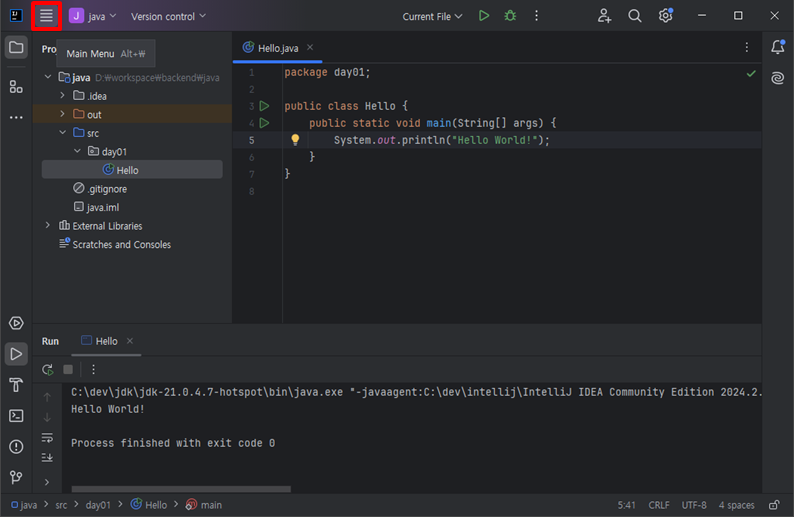 J java Version control Current File
Pro
Main Menu Alt+₩
Hello.java
java D:₩workspace₩backend₩java
.idea
out
src
day01
Hello
.gitignore
java.iml
External Libraries
Scratches and Consoles
1 package day01;
2
3 public class Hello {
4 public static void main(String[] args) {
5 System.out.println("Hello World!");
6 }
7 }
8
Run Hello
C:\dev\jdk\jdk-21.0.4.7-hotspot\bin\java.exe "-javaagent:C:\dev\intellij\IntelliJ IDEA Community Edition 2024.2.
Hello World!
Process finished with exit code 0
java > src > day01 > Hello > main 5:41 CRLF UTF-8 4 spaces